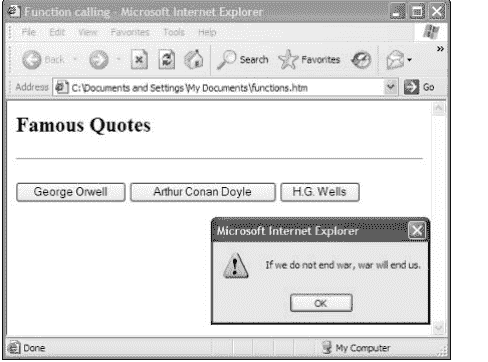 Function calling - Microsoft Internet Explorer
File Edit View Favorites Tools Help
Back Search Favorites »
Address C:\Documents and Settings\My Documents\functions.htm Go
Famous Quotes
George Orwell Arthur Conan Doyle H.G. Wells
Microsoft Internet Explorer
If we do not end war, war will end us.
OK
Done My Computer